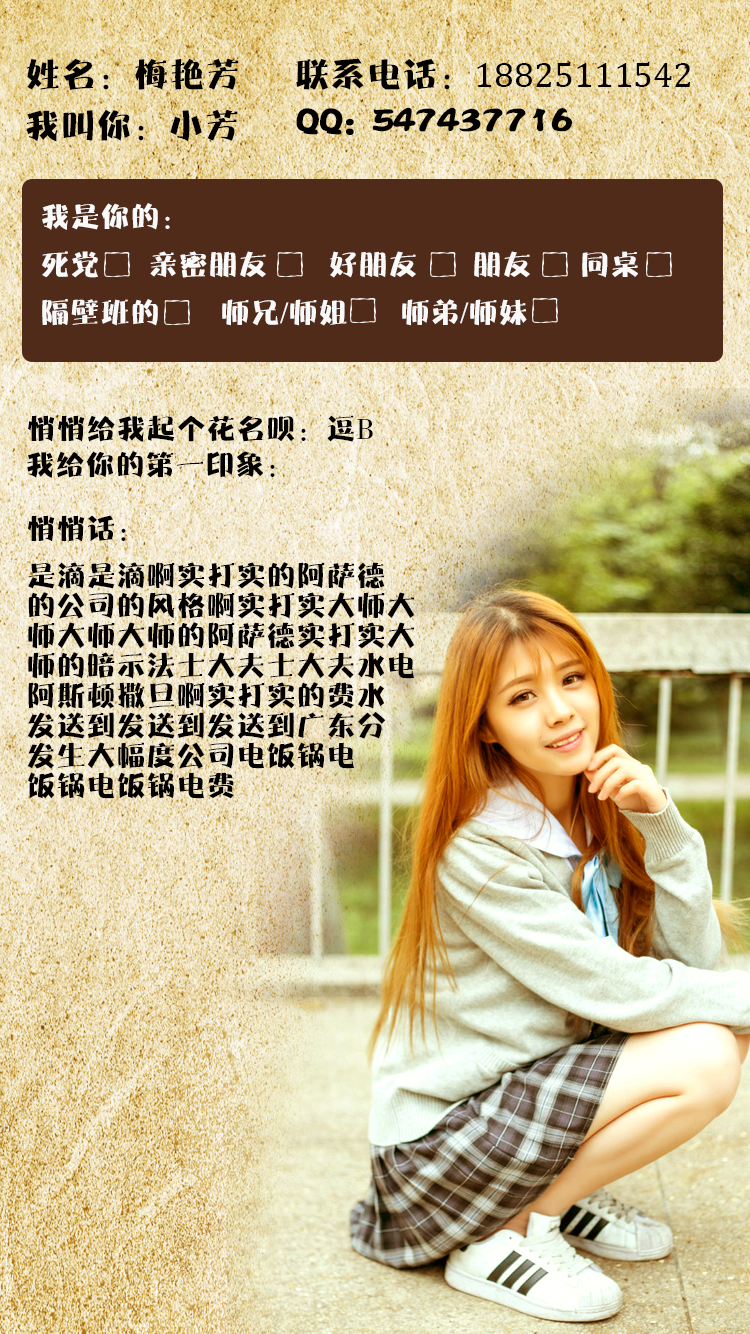 姓名：梅艳芳 联系电话：18825111542
我叫你：小芳 QQ：547437716
我是你的：
死党□ 亲密朋友□ 好朋友□ 朋友□ 同桌□
隔壁班的□ 师兄/师姐□ 师弟/师妹□
悄悄给我起个花名呗：逗B
我给你的第一印象：
悄悄话：
是滴是滴啊实打实的阿萨德
的公司的风格啊实打实大师大
师大师大师的阿萨德实打实大
师的暗示法士大夫士大夫水电
阿斯顿撒旦啊实打实的费水
发送到发送到发送到广东分
发生大幅度公司电饭锅电
饭锅电饭锅电费